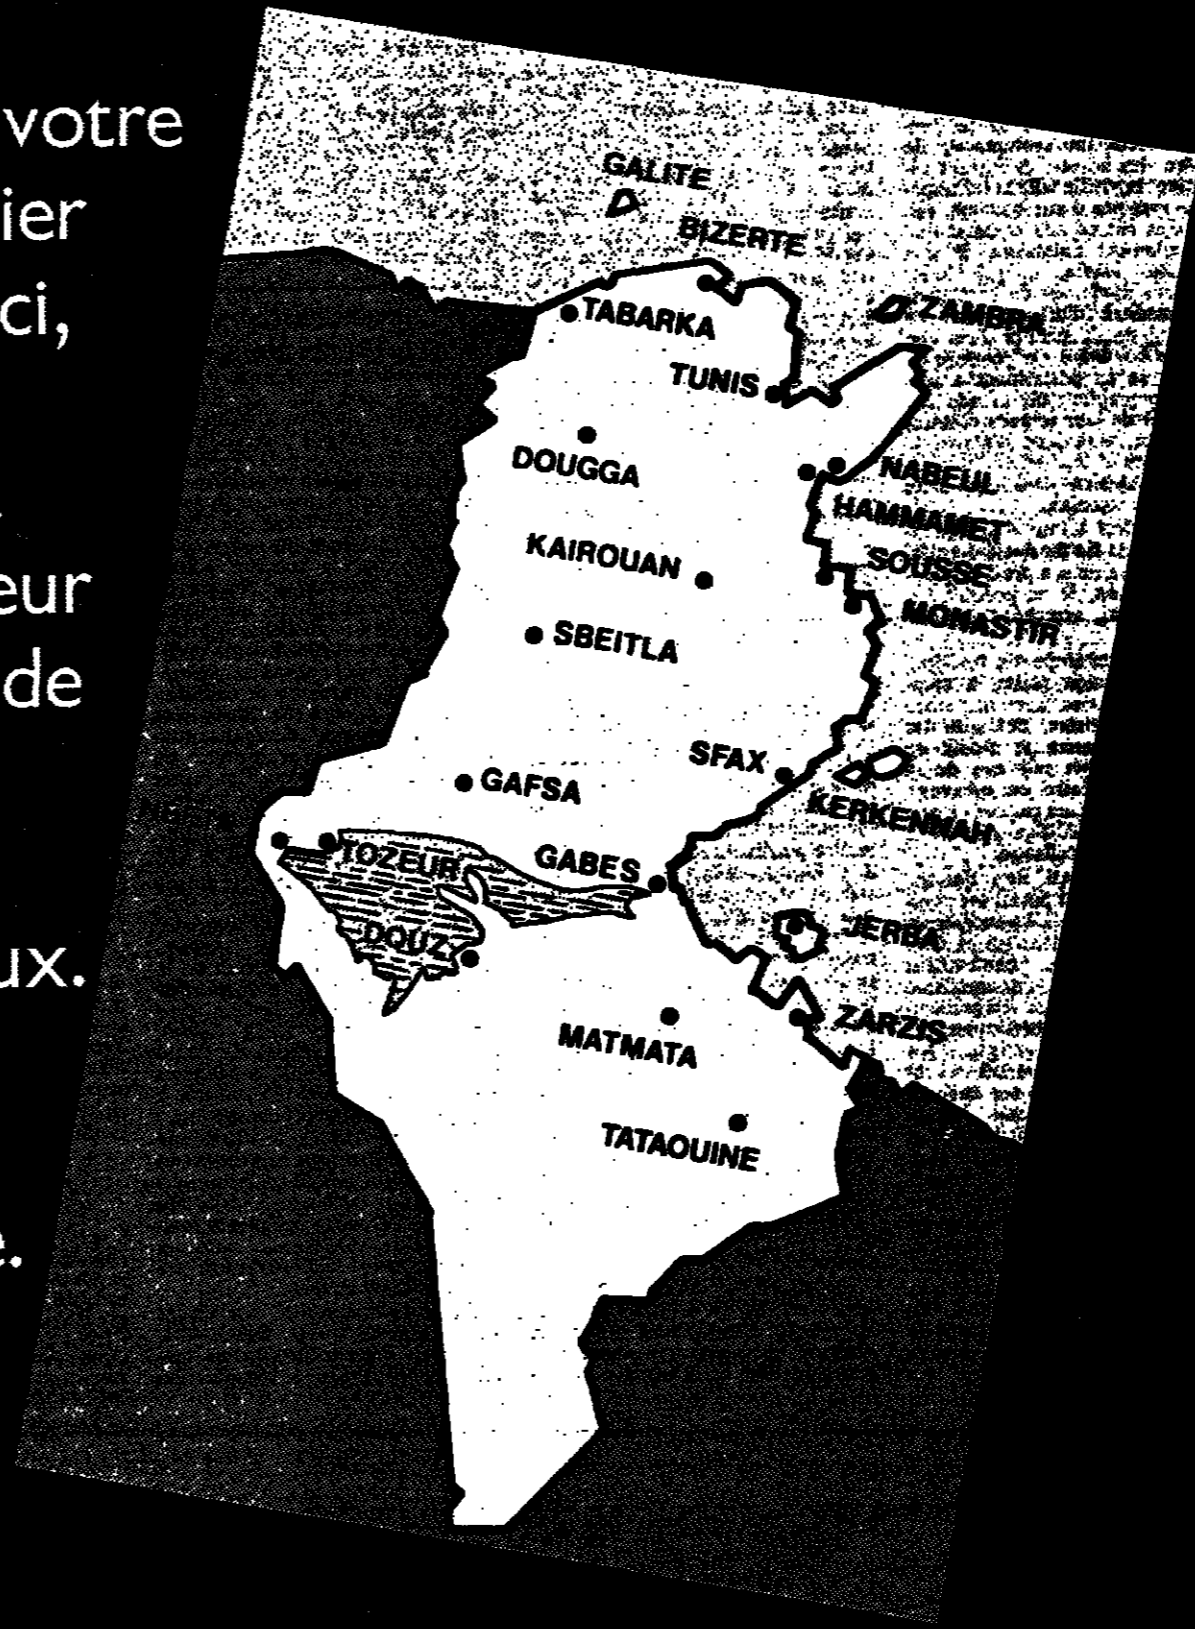 votre
ier
ci,
eur
de
ux.
e.
GALITE
BIZERTE
TABARKA
ZAMBRA
TUNIS
DOUGGA
NABEUL
HAMMAMET
KAIROUAN
SOUSSE
MONASTIR
SBEITLA
SFAX
GAFSA
KERKENNAH
TOZEUR
GABES
DOUZ
JERBA
ZARZIS
MATMATA
TATAOUINE